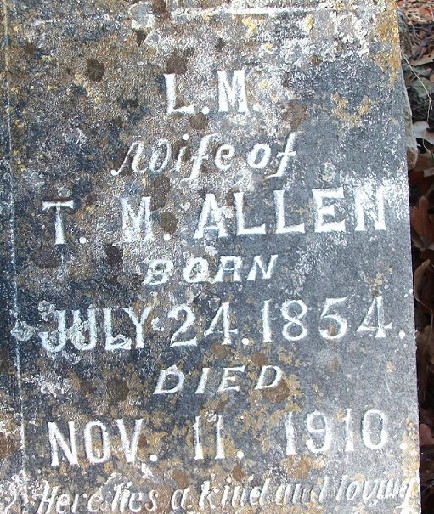 L.M.
Wife of
T. M. ALLEN
BORN
JULY 24. 1854.
DIED
NOV. 11. 1910
Here lies a kind and loving